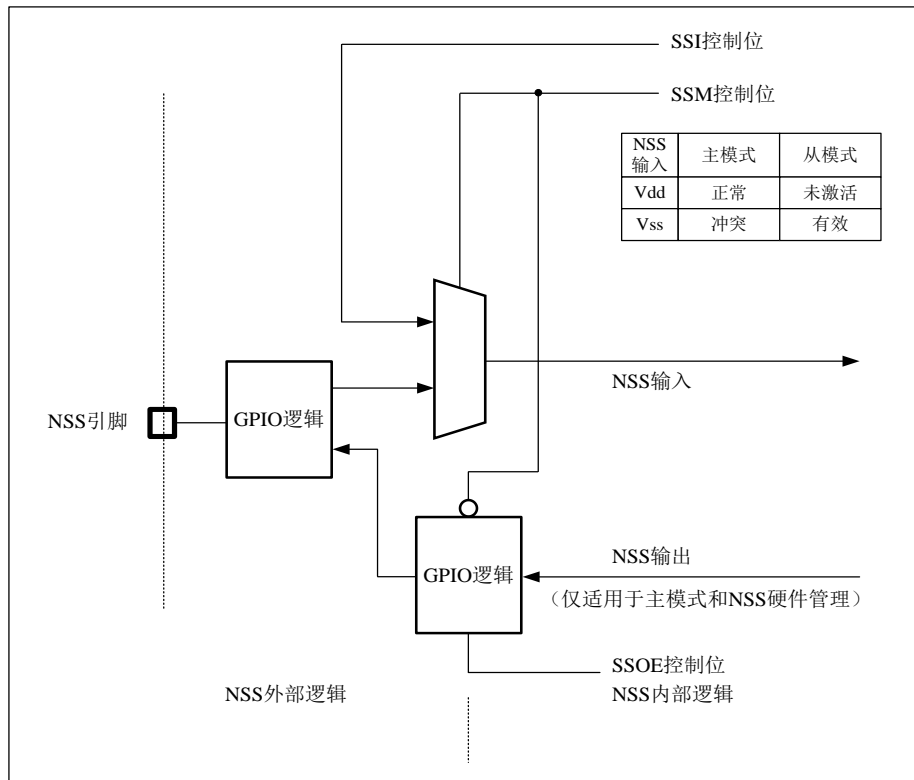 SSI控制位
SSM控制位
NSS输入 主模式 从模式
Vdd 正常 未激活
Vss 冲突 有效
NSS输入
NSS引脚
GPIO逻辑
GPIO逻辑
NSS输出
（仅适用于主模式和NSS硬件管理）
SSOE控制位
NSS外部逻辑
NSS内部逻辑